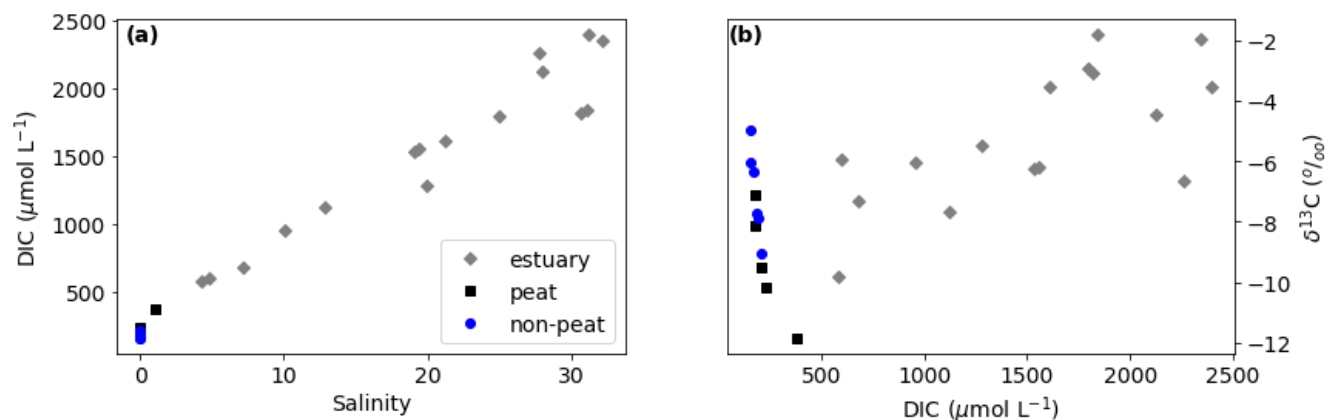 (a)
2500
2000
1500
1000
500
DIC (μmol L⁻¹)
estuary
peat
non-peat
0 10 20 30
Salinity
(b)
−2
−4
−6
−8
−10
−12
δ¹³C (⁰/₀₀)
500 1000 1500 2000 2500
DIC (μmol L⁻¹)